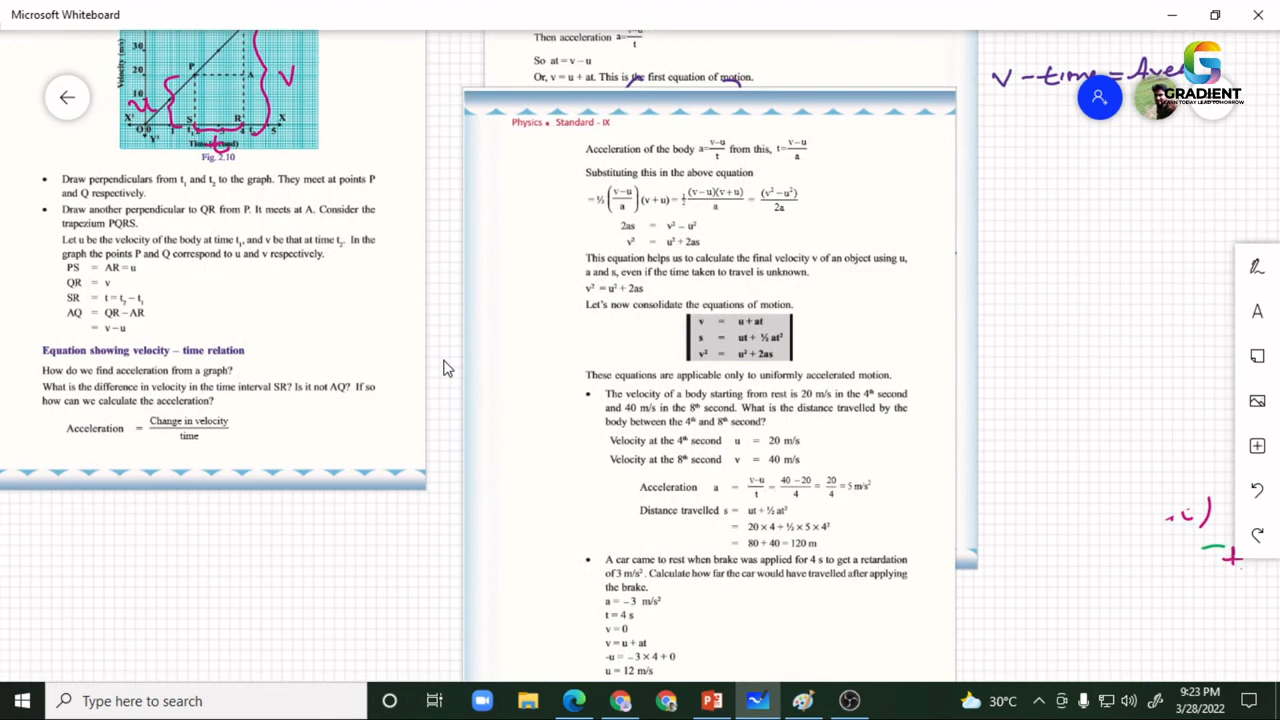 Microsoft Whiteboard
30
20
10
Velocity (m/s)
P
A
u
v
X'
O
S
R
X
Y'
t
Fig. 2.10
• Draw perpendiculars from t₁ and t₂ to the graph. They meet at points P
and Q respectively.
• Draw another perpendicular to QR from P. It meets at A. Consider the
trapezium PQRS.
Let u be the velocity of the body at time t₁, and v be that at time t₂. In the
graph the points P and Q correspond to u and v respectively.
PS = AR = u
QR = v
SR = t = t₂ – t₁
AQ = QR – AR
= v – u
Equation showing velocity – time relation
How do we find acceleration from a graph?
What is the difference in velocity in the time interval SR? Is it not AQ? If so
how can we calculate the acceleration?
Acceleration = Change in velocity
time
Then acceleration a= v–u
t
So at = v – u
Or, v = u + at. This is the first equation of motion.
Physics • Standard - IX
Acceleration of the body a= v–u/t from this, t= v–u/a
Substituting this in the above equation
= ½ (v–u/a) (v + u) = ½ (v–u)(v+u)/a = (v²–u²)/2a
2as = v² – u²
v² = u² + 2as
This equation helps us to calculate the final velocity v of an object using u,
a and s, even if the time taken to travel is unknown.
v² = u² + 2as
Let's now consolidate the equations of motion.
v = u + at
s = ut + ½ at²
v² = u² + 2as
These equations are applicable only to uniformly accelerated motion.
• The velocity of a body starting from rest is 20 m/s in the 4th second
and 40 m/s in the 8th second. What is the distance travelled by the
body between the 4th and 8th second?
Velocity at the 4th second u = 20 m/s
Velocity at the 8th second v = 40 m/s
Acceleration a = v–u/t = 40 –20/4 = 20/4 = 5 m/s²
Distance travelled s = ut + ½ at²
= 20 × 4 + ½ × 5 × 4²
= 80 + 40 = 120 m
• A car came to rest when brake was applied for 4 s to get a retardation
of 3 m/s². Calculate how far the car would have travelled after applying
the brake.
a = – 3 m/s²
t = 4 s
v = 0
v = u + at
-u = – 3 × 4 + 0
u = 12 m/s
v - time = Ave
GRADIENT
LEARN TODAY LEAD TOMORROW
Type here to search
30°C
9:23 PM
3/28/2022